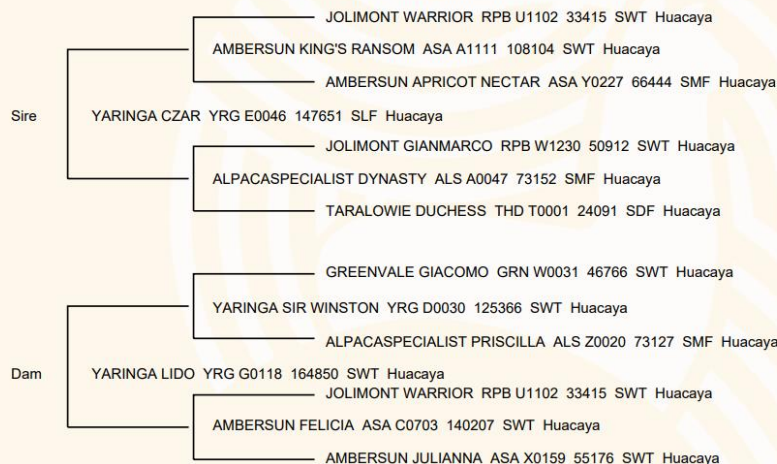 JOLIMONT WARRIOR RPB U1102 33415 SWT Huacaya
AMBERSUN KING'S RANSOM ASA A1111 108104 SWT Huacaya
AMBERSUN APRICOT NECTAR ASA Y0227 66444 SMF Huacaya
Sire YARINGA CZAR YRG E0046 147651 SLF Huacaya
JOLIMONT GIANMARCO RPB W1230 50912 SWT Huacaya
ALPACASPECIALIST DYNASTY ALS A0047 73152 SMF Huacaya
TARALOWIE DUCHESS THD T0001 24091 SDF Huacaya
GREENVALE GIACOMO GRN W0031 46766 SWT Huacaya
YARINGA SIR WINSTON YRG D0030 125366 SWT Huacaya
ALPACASPECIALIST PRISCILLA ALS Z0020 73127 SMF Huacaya
Dam YARINGA LIDO YRG G0118 164850 SWT Huacaya
JOLIMONT WARRIOR RPB U1102 33415 SWT Huacaya
AMBERSUN FELICIA ASA C0703 140207 SWT Huacaya
AMBERSUN JULIANNA ASA X0159 55176 SWT Huacaya